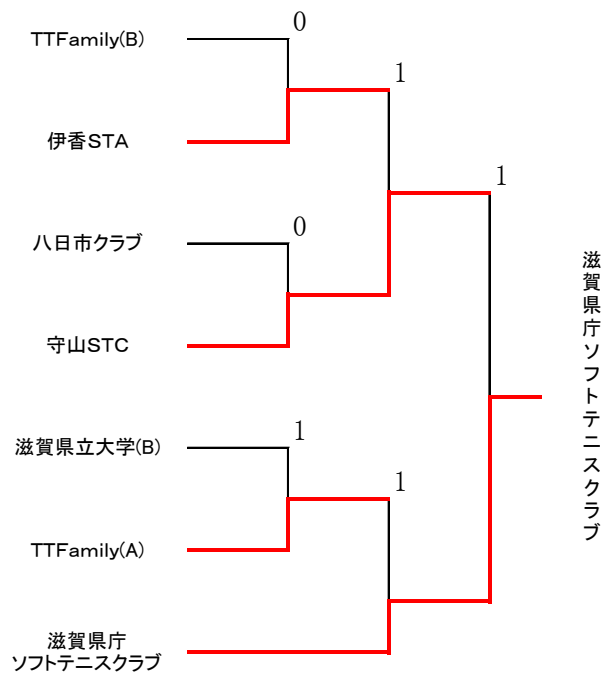 TTFamily(B)
0
1
伊香STA
1
八日市クラブ
0
守山STC
滋賀県庁ソフトテニスクラブ
滋賀県立大学(B)
1
1
TTFamily(A)
滋賀県庁
ソフトテニスクラブ